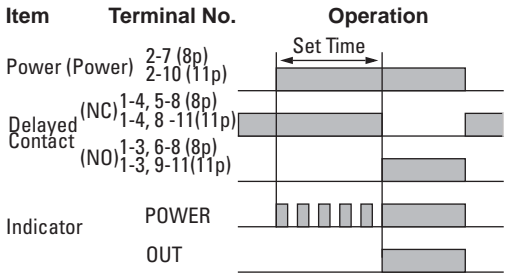 Item Terminal No. Operation
Set Time
Power (Power) 2-7 (8p)
2-10 (11p)
Delayed Contact
(NC) 1-4, 5-8 (8p)
1-4, 8 -11(11p)
(NO) 1-3, 6-8 (8p)
1-3, 9-11(11p)
Indicator
POWER
OUT